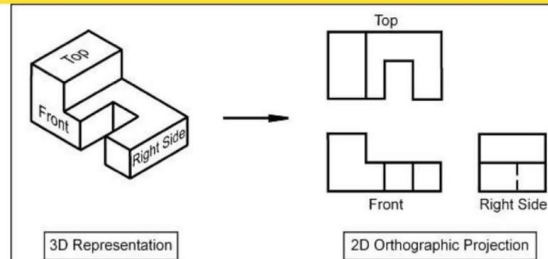 Top
Front
Right Side
3D Representation
Top
Front
Right Side
2D Orthographic Projection